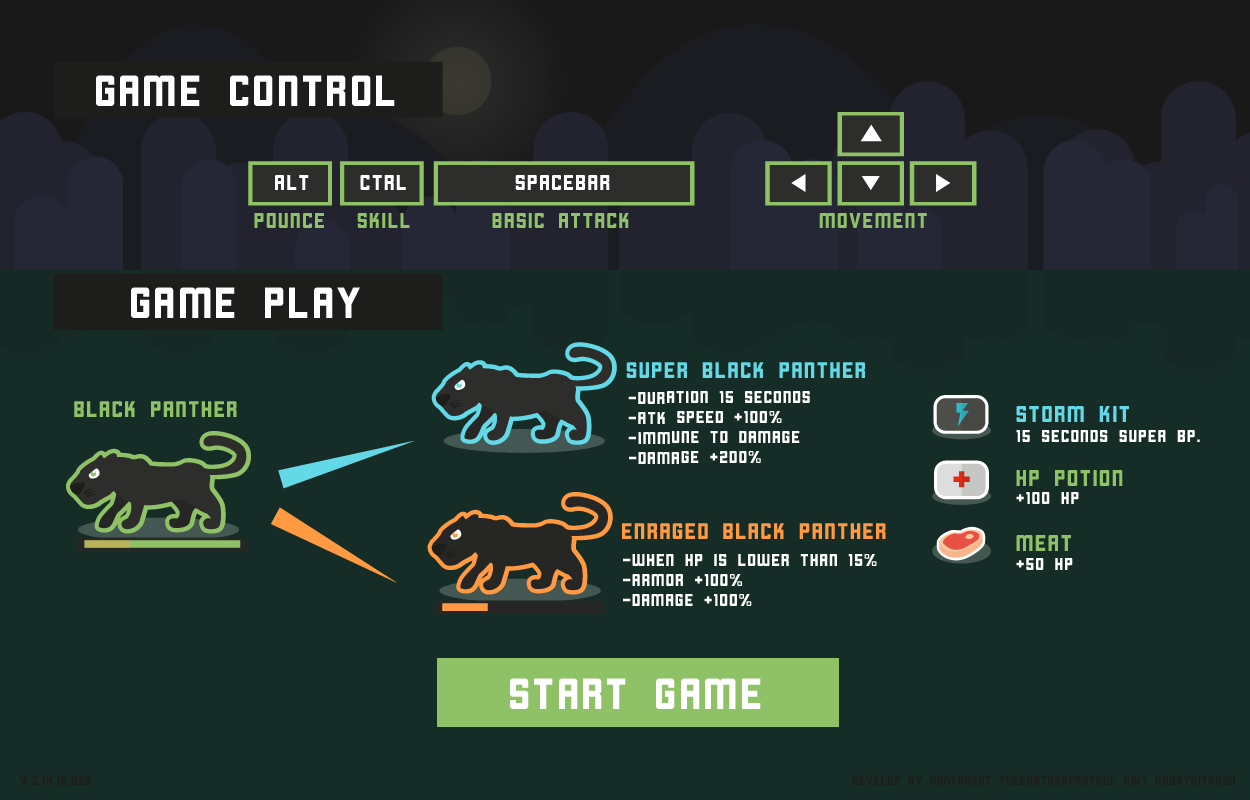 GAME CONTROL
ALT CTRL SPACEBAR
POUNCE SKILL BASIC ATTACK MOVEMENT
GAME PLAY
BLACK PANTHER
SUPER BLACK PANTHER
-DURATION 15 SECONDS
-ATK SPEED +100%
-IMMUNE TO DAMAGE
-DAMAGE +200%
ENRAGED BLACK PANTHER
-WHEN HP IS LOWER THAN 15%
-ARMOR +100%
-DAMAGE +100%
STORM KIT
15 SECONDS SUPER BP.
HP POTION
+100 HP
MEAT
+50 HP
START GAME
DEVELOP BY